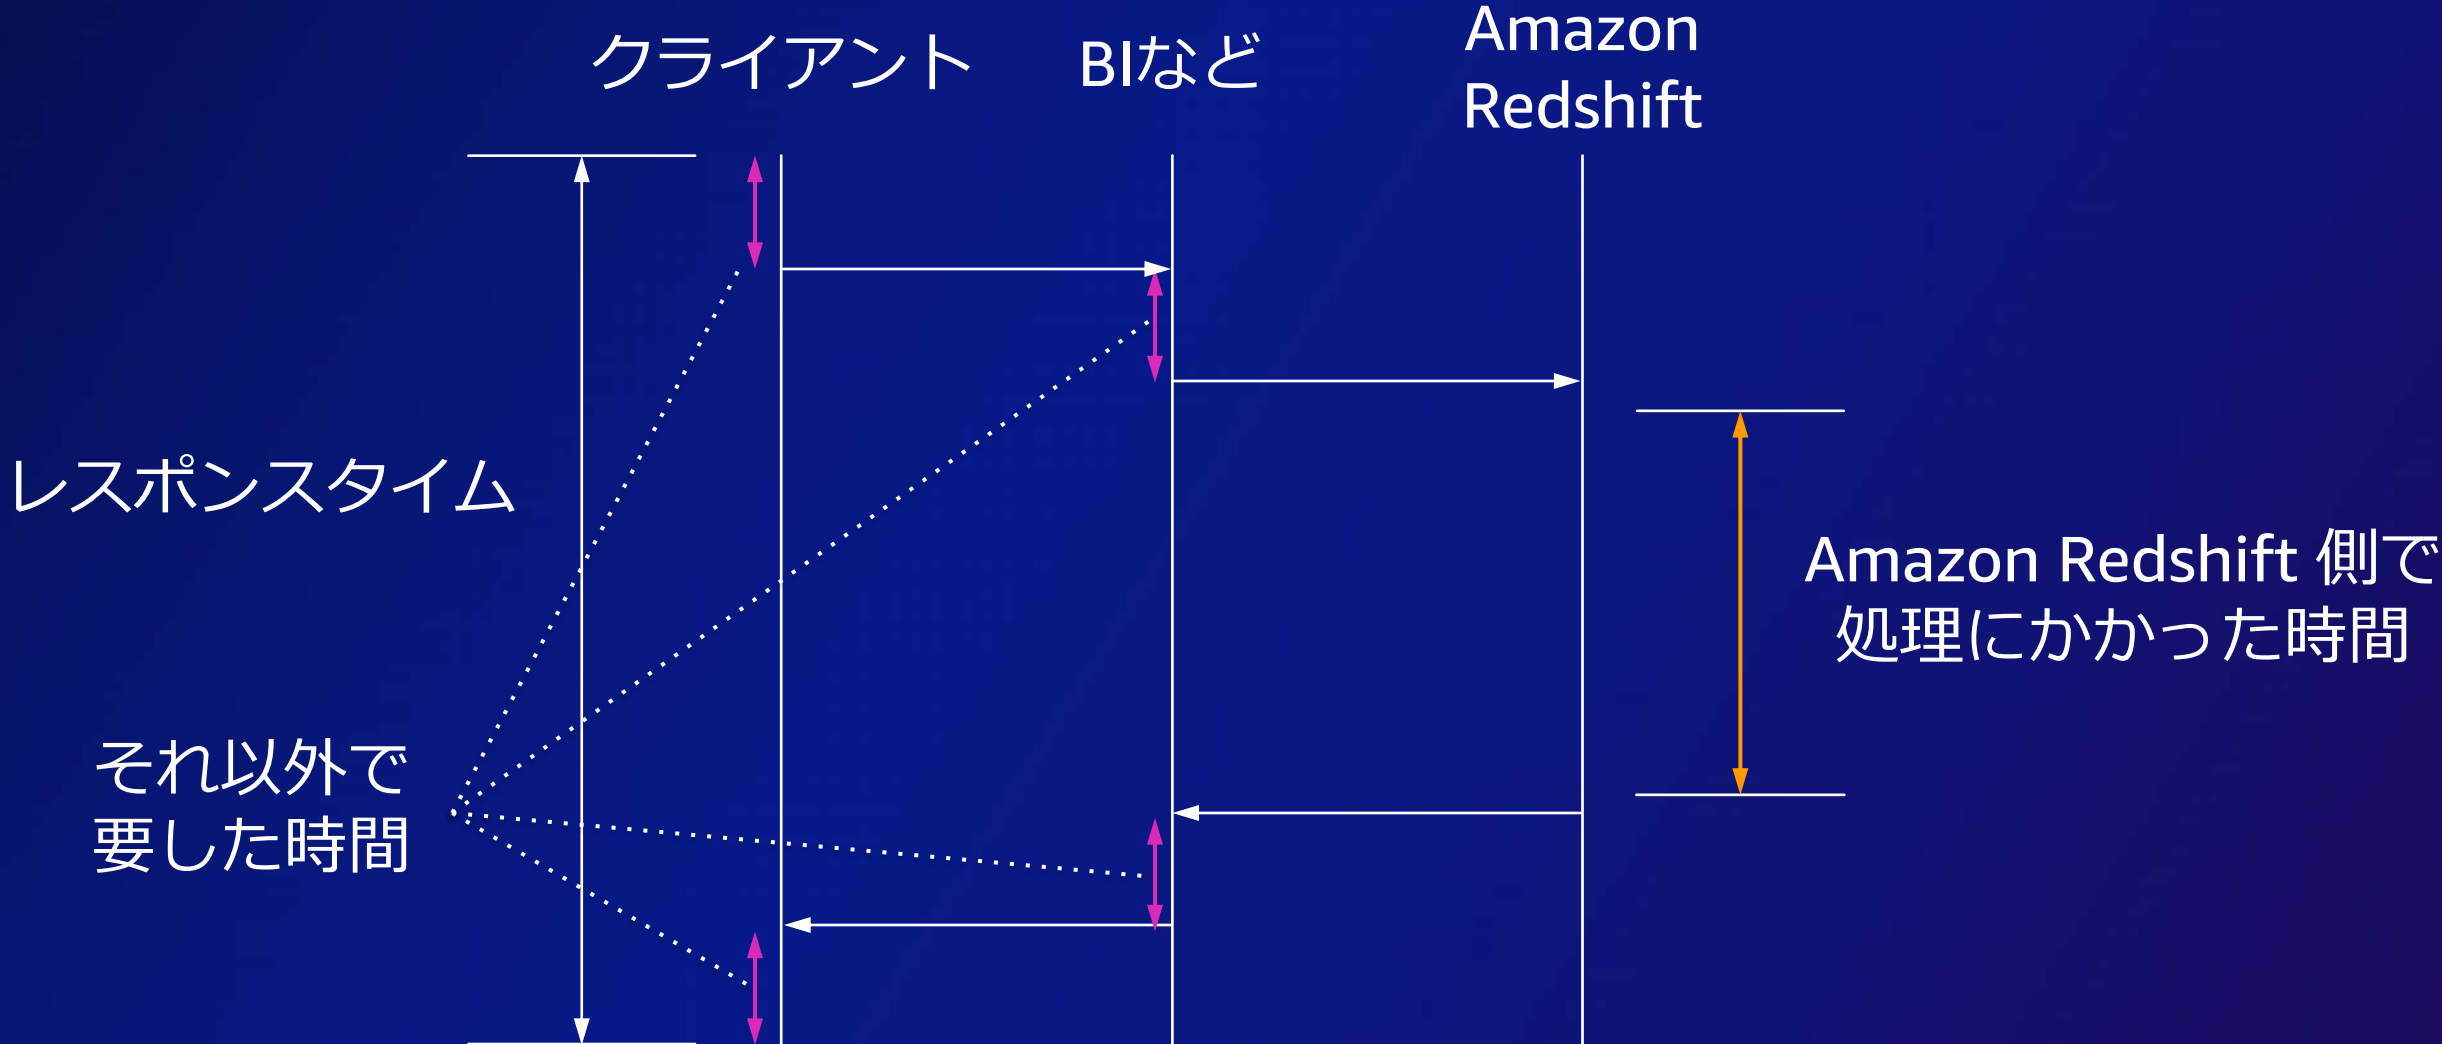 クライアント
BIなど
Amazon
Redshift
レスポンスタイム
Amazon Redshift 側で
処理にかかった時間
それ以外で
要した時間